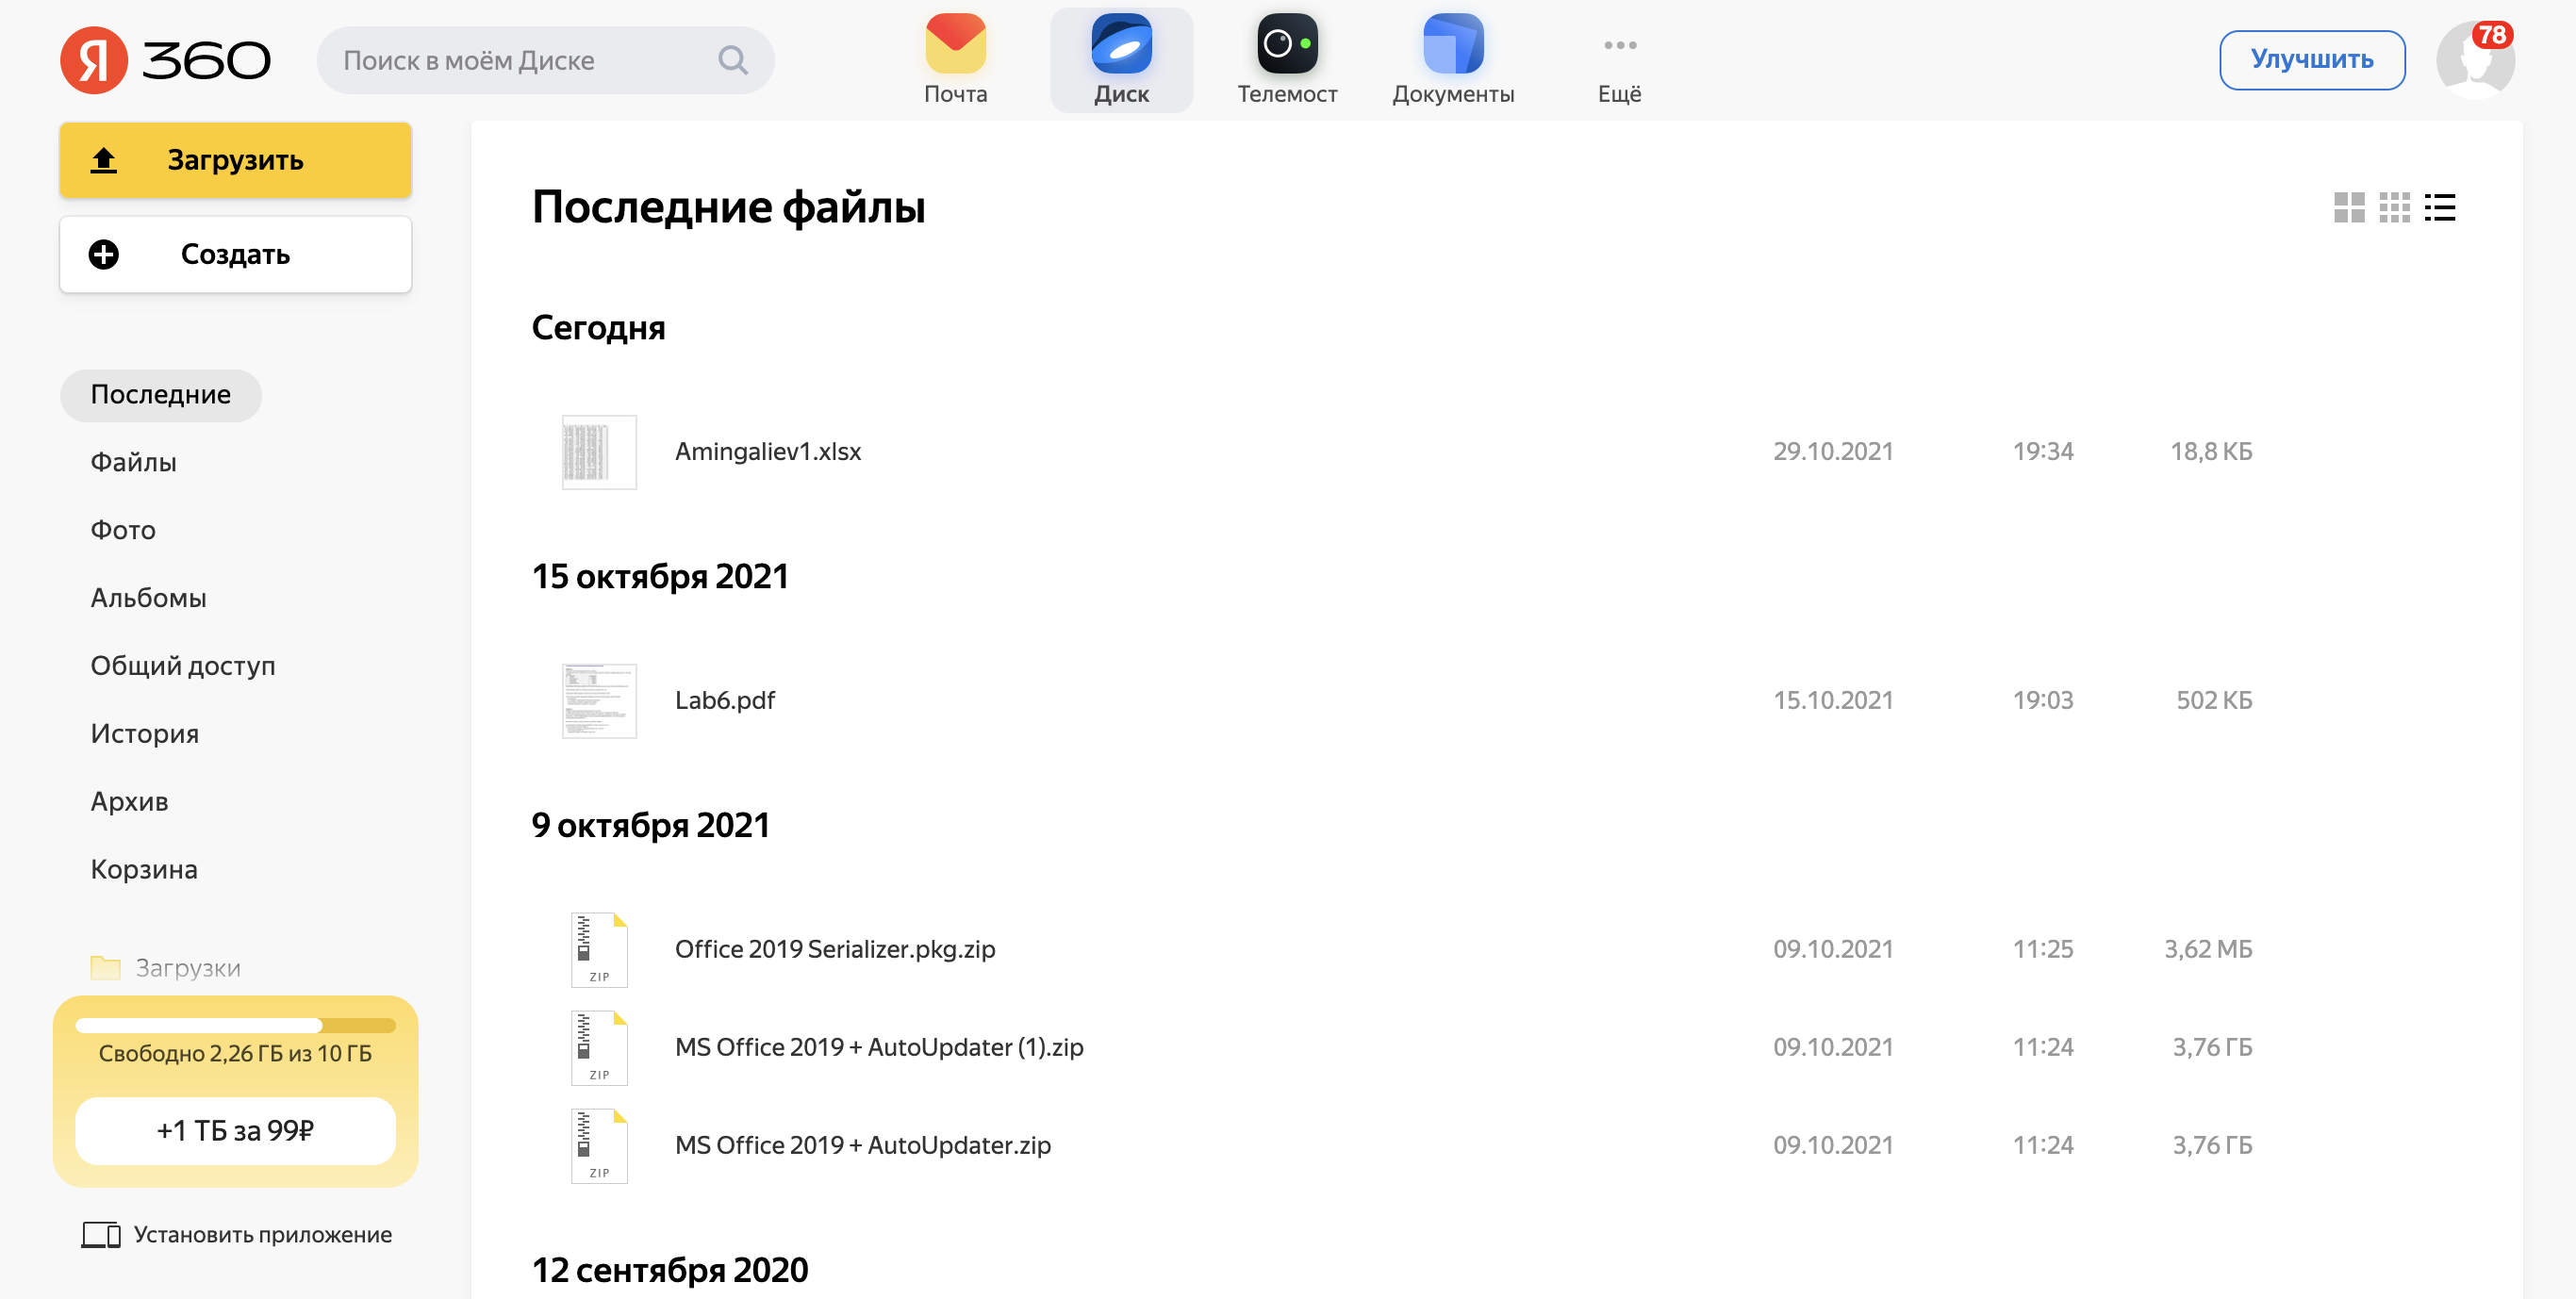 Я 360
Поиск в моём Диске
Почта
Диск
Телемост
Документы
Ещё
Улучшить
78
Загрузить
Создать
Последние
Файлы
Фото
Альбомы
Общий доступ
История
Архив
Корзина
Загрузки
Свободно 2,26 ГБ из 10 ГБ
+1 ТБ за 99₽
Установить приложение
Последние файлы
Сегодня
Amingaliev1.xlsx 29.10.2021 19:34 18,8 КБ
15 октября 2021
Lab6.pdf 15.10.2021 19:03 502 КБ
9 октября 2021
ZIP Office 2019 Serializer.pkg.zip 09.10.2021 11:25 3,62 МБ
ZIP MS Office 2019 + AutoUpdater (1).zip 09.10.2021 11:24 3,76 ГБ
ZIP MS Office 2019 + AutoUpdater.zip 09.10.2021 11:24 3,76 ГБ
12 сентября 2020